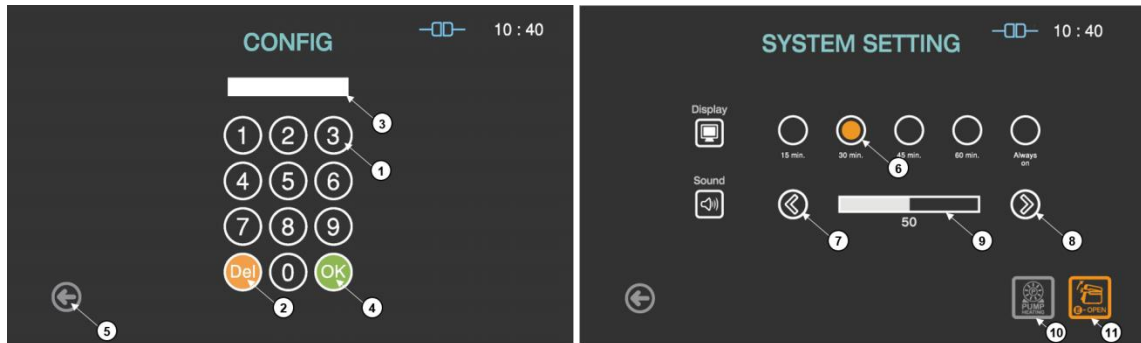 CONFIG
10 : 40
3
1 2 3
1
4 5 6
7 8 9
Del 0 OK
2
4
5
SYSTEM SETTING
10 : 40
Display
15 min. 30 min. 45 min. 60 min. Always on
6
Sound
50
7
9
8
PUMP
HEATING
E-OPEN
10
11